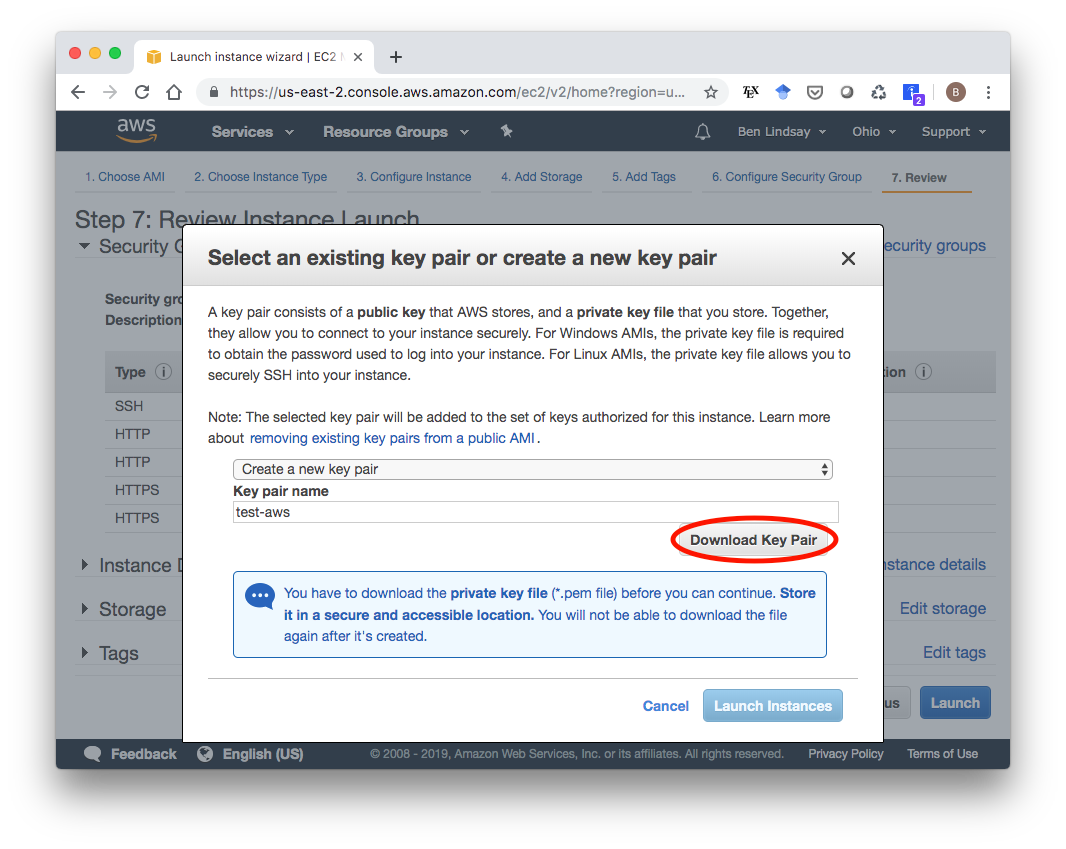 Launch instance wizard | EC2 M
https://us-east-2.console.aws.amazon.com/ec2/v2/home?region=u...
TEX
2
B
aws
Services
Resource Groups
Ben Lindsay
Ohio
Support
1. Choose AMI
2. Choose Instance Type
3. Configure Instance
4. Add Storage
5. Add Tags
6. Configure Security Group
7. Review
Step 7: Review Instance Launch
Security G
ecurity groups
Select an existing key pair or create a new key pair
A key pair consists of a public key that AWS stores, and a private key file that you store. Together,
they allow you to connect to your instance securely. For Windows AMIs, the private key file is required
to obtain the password used to log into your instance. For Linux AMIs, the private key file allows you to
securely SSH into your instance.
Note: The selected key pair will be added to the set of keys authorized for this instance. Learn more
about removing existing key pairs from a public AMI.
Create a new key pair
Key pair name
test-aws
Download Key Pair
You have to download the private key file (*.pem file) before you can continue. Store
it in a secure and accessible location. You will not be able to download the file
again after it's created.
Cancel
Launch Instances
Security gro
Description
Type
tion
SSH
HTTP
HTTP
HTTPS
HTTPS
Instance D
nstance details
Storage
Edit storage
Tags
Edit tags
us
Launch
Feedback
English (US)
© 2008 - 2019, Amazon Web Services, Inc. or its affiliates. All rights reserved.
Privacy Policy
Terms of Use